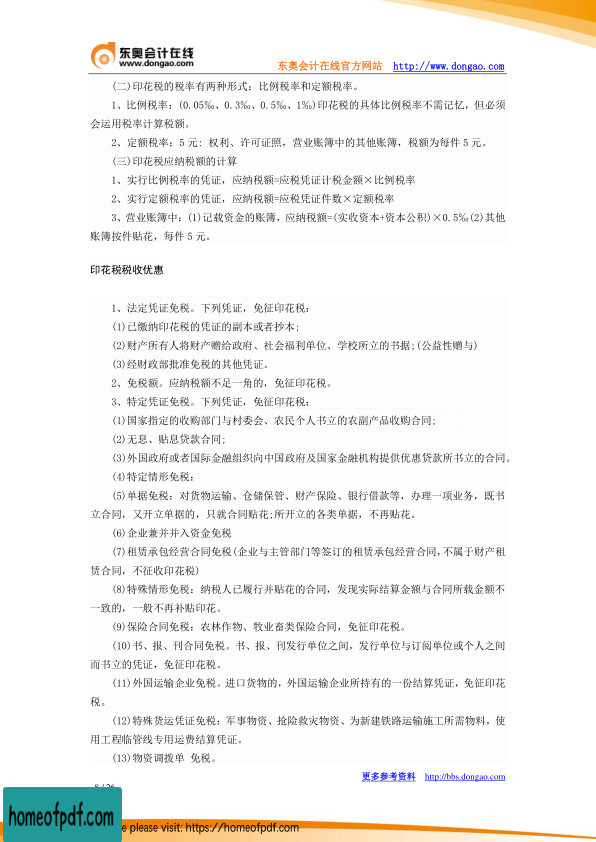 东奥会计在线
www.dongao.com
东奥会计在线官方网站 http://www.dongao.com
(二)印花税的税率有两种形式：比例税率和定额税率。
1、比例税率：(0.05‰、0.3‰、0.5‰、1‰)印花税的具体比例税率不需记忆，但必须
会运用税率计算税额。
2、定额税率：5 元: 权利、许可证照，营业账簿中的其他账簿，税额为每件 5 元。
(三)印花税应纳税额的计算
1、实行比例税率的凭证，应纳税额=应税凭证计税金额×比例税率
2、实行定额税率的凭证，应纳税额=应税凭证件数×定额税率
3、营业账簿中：(1)记载资金的账簿，应纳税额=(实收资本+资本公积)×0.5‰(2)其他
账簿按件贴花，每件 5 元。
印花税税收优惠
1、法定凭证免税。下列凭证，免征印花税：
(1)已缴纳印花税的凭证的副本或者抄本;
(2)财产所有人将财产赠给政府、社会福利单位、学校所立的书据;(公益性赠与)
(3)经财政部批准免税的其他凭证。
2、免税额。应纳税额不足一角的，免征印花税。
3、特定凭证免税。下列凭证，免征印花税：
(1)国家指定的收购部门与村委会、农民个人书立的农副产品收购合同;
(2)无息、贴息贷款合同;
(3)外国政府或者国际金融组织向中国政府及国家金融机构提供优惠贷款所书立的合同。
(4)特定情形免税：
(5)单据免税：对货物运输、仓储保管、财产保险、银行借款等，办理一项业务，既书
立合同，又开立单据的，只就合同贴花;所开立的各类单据，不再贴花。
(6)企业兼并并入资金免税
(7)租赁承包经营合同免税(企业与主管部门等签订的租赁承包经营合同，不属于财产租
赁合同，不征收印花税)
(8)特殊情形免税：纳税人已履行并贴花的合同，发现实际结算金额与合同所载金额不
一致的，一般不再补贴印花。
(9)保险合同免税：农林作物、牧业畜类保险合同，免征印花税。
(10)书、报、刊合同免税。书、报、刊发行单位之间，发行单位与订阅单位或个人之间
而书立的凭证，免征印花税。
(11)外国运输企业免税。进口货物的，外国运输企业所持有的一份结算凭证，免征印花
税。
(12)特殊货运凭证免税：军事物资、抢险救灾物资、为新建铁路运输施工所需物料，使
用工程临管线专用运费结算凭证。
(13)物资调拨单 免税。
更多参考资料 http://bbs.dongao.com
homeofpdf.com
e please visit: https://homeofpdf.com